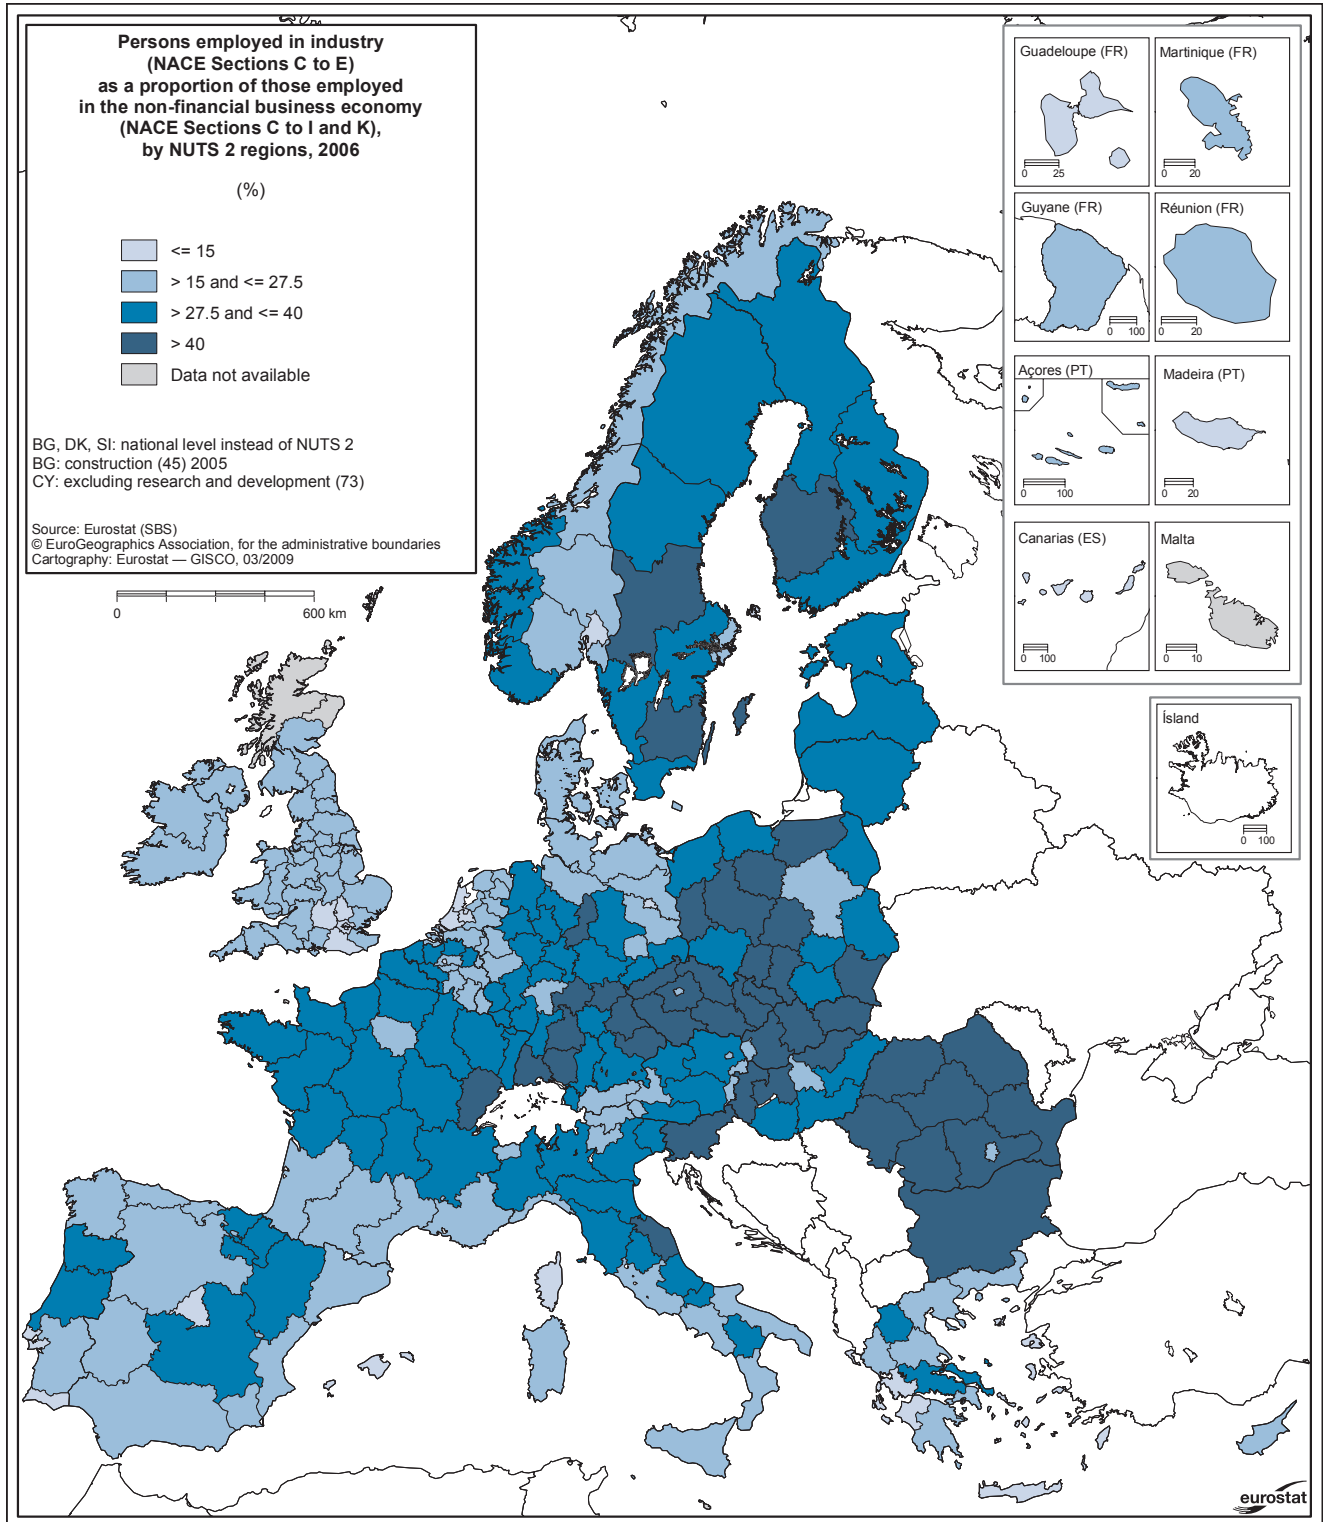 Persons employed in industry
(NACE Sections C to E)
as a proportion of those employed
in the non-financial business economy
(NACE Sections C to I and K),
by NUTS 2 regions, 2006
(%)
<= 15
> 15 and <= 27.5
> 27.5 and <= 40
> 40
Data not available
BG, DK, SI: national level instead of NUTS 2
BG: construction (45) 2005
CY: excluding research and development (73)
Source: Eurostat (SBS)
© EuroGeographics Association, for the administrative boundaries
Cartography: Eurostat — GISCO, 03/2009
0 600 km
Guadeloupe (FR)
0 25
Martinique (FR)
0 20
Guyane (FR)
0 100
Réunion (FR)
0 20
Açores (PT)
0 100
Madeira (PT)
0 20
Canarias (ES)
0 100
Malta
0 10
Ísland
0 100
eurostat